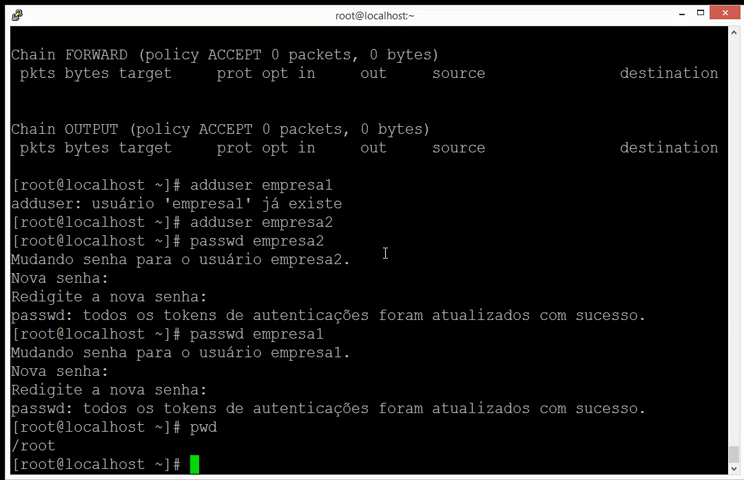 root@localhost:~
Chain FORWARD (policy ACCEPT 0 packets, 0 bytes)
pkts bytes target prot opt in out source destination
Chain OUTPUT (policy ACCEPT 0 packets, 0 bytes)
pkts bytes target prot opt in out source destination
[root@localhost ~]# adduser empresa1
adduser: usuário 'empresa1' já existe
[root@localhost ~]# adduser empresa2
[root@localhost ~]# passwd empresa2
Mudando senha para o usuário empresa2.
Nova senha:
Redigite a nova senha:
passwd: todos os tokens de autenticações foram atualizados com sucesso.
[root@localhost ~]# passwd empresa1
Mudando senha para o usuário empresa1.
Nova senha:
Redigite a nova senha:
passwd: todos os tokens de autenticações foram atualizados com sucesso.
[root@localhost ~]# pwd
/root
[root@localhost ~]#